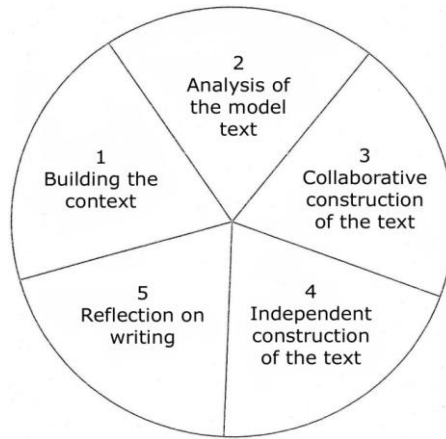 1
Building the
context
2
Analysis of
the model
text
3
Collaborative
construction
of the text
4
Independent
construction
of the text
5
Reflection on
writing